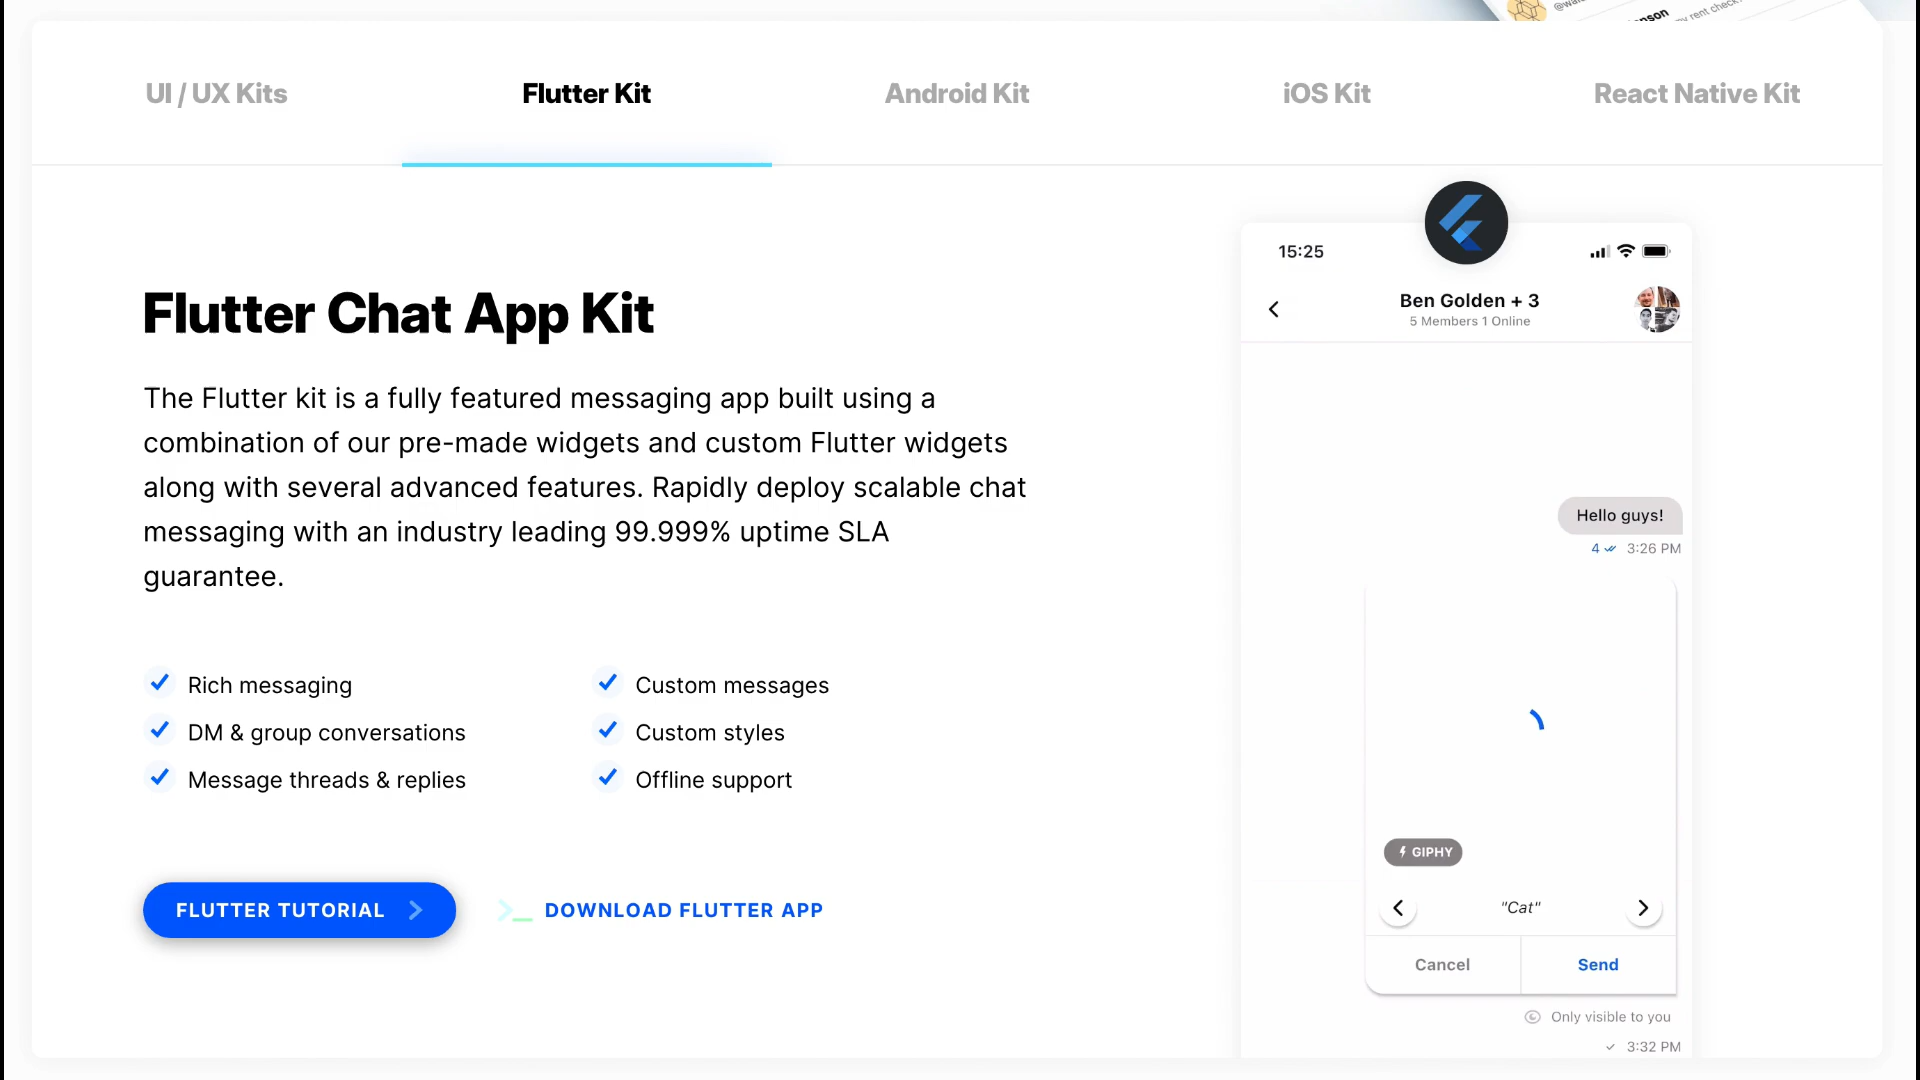 @wa
nson
my rent check
UI / UX Kits
Flutter Kit
Android Kit
iOS Kit
React Native Kit
Flutter Chat App Kit
The Flutter kit is a fully featured messaging app built using a
combination of our pre-made widgets and custom Flutter widgets
along with several advanced features. Rapidly deploy scalable chat
messaging with an industry leading 99.999% uptime SLA
guarantee.
Rich messaging
DM & group conversations
Message threads & replies
Custom messages
Custom styles
Offline support
FLUTTER TUTORIAL
DOWNLOAD FLUTTER APP
15:25
Ben Golden + 3
5 Members 1 Online
Hello guys!
4 3:26 PM
GIPHY
"Cat"
Cancel
Send
Only visible to you
3:32 PM